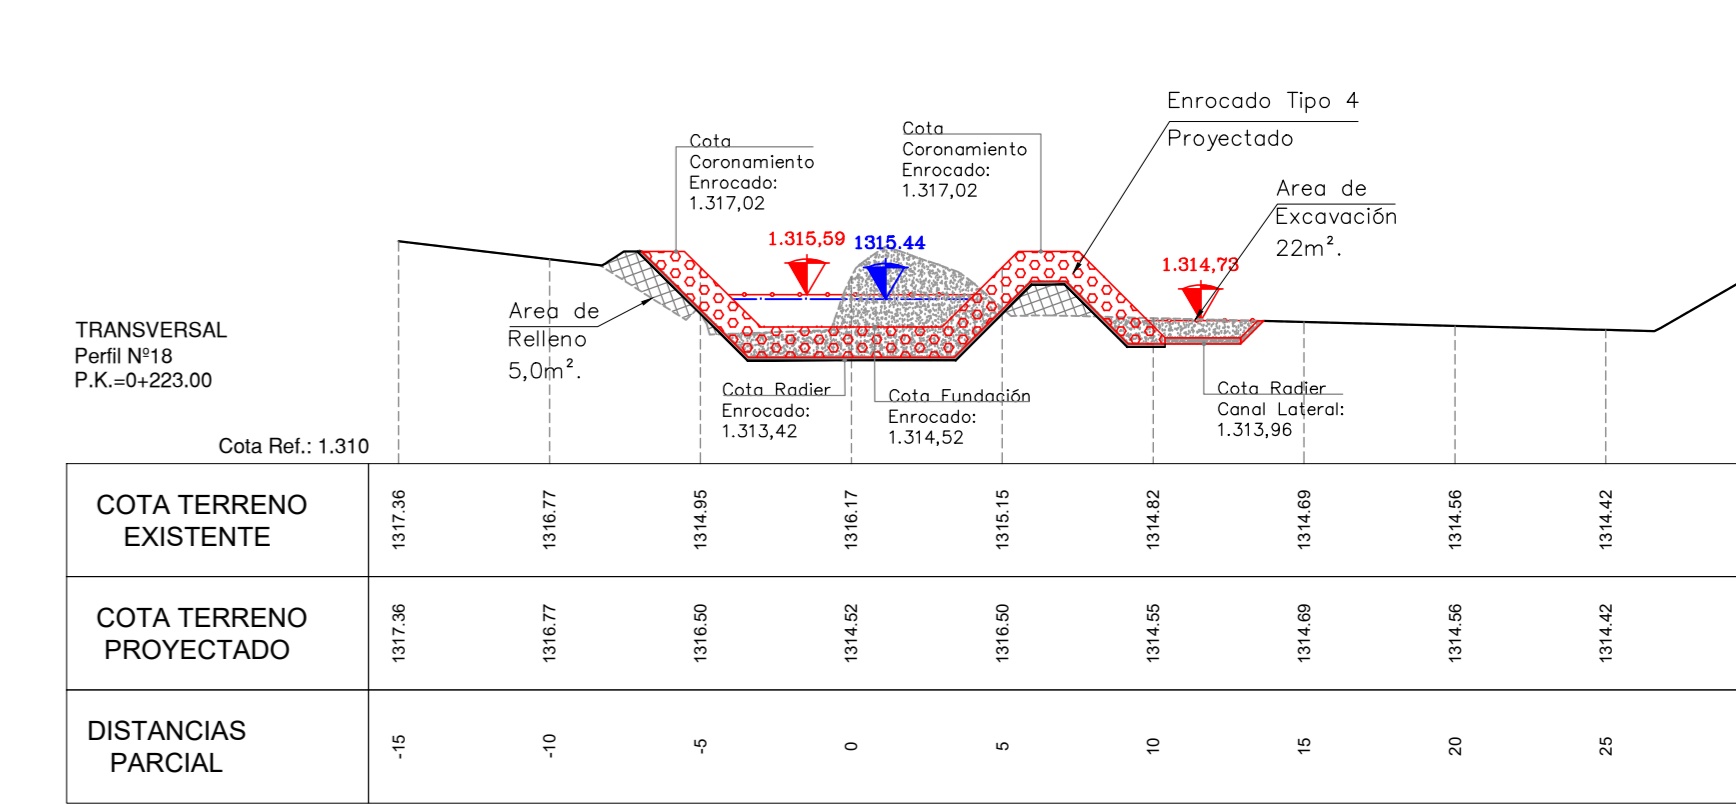 Enrocado Tipo 4
Proyectado
Cota
Coronamiento
Enrocado:
1.317,02
Cota
Coronamiento
Enrocado:
1.317,02
Area de
Excavación
22m².
1.315,59
1315.44
1.314,73
Area de
Relleno
5,0m².
TRANSVERSAL
Perfil Nº18
P.K.=0+223.00
Cota Radier
Enrocado:
1.313,42
Cota Fundación
Enrocado:
1.314,52
Cota Radier
Canal Lateral:
1.313,96
Cota Ref.: 1.310
COTA TERRENO
EXISTENTE
1317.36
1316.77
1314.95
1316.17
1315.15
1314.82
1314.69
1314.56
1314.42
COTA TERRENO
PROYECTADO
1317.36
1316.77
1316.50
1314.52
1316.50
1314.55
1314.69
1314.56
1314.42
DISTANCIAS
PARCIAL
-15
-10
-5
0
5
10
15
20
25